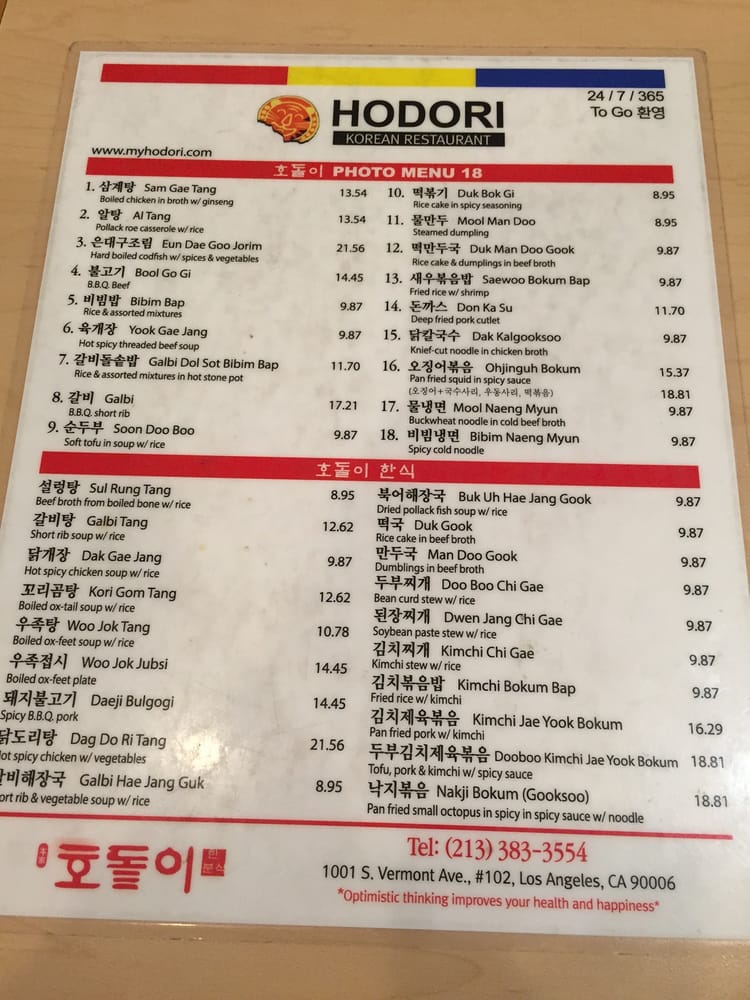 HODORI
KOREAN RESTAURANT
24 / 7 / 365
To Go 환영
www.myhodori.com
호돌이 PHOTO MENU 18
1. 삼계탕 Sam Gae Tang 13.54
Boiled chicken in broth w/ ginseng
2. 알탕 Al Tang 13.54
Pollack roe casserole w/ rice
3. 은대구조림 Eun Dae Goo Jorim 21.56
Hard boiled codfish w/ spices & vegetables
4. 불고기 Bool Go Gi 14.45
B.B.Q. Beef
5. 비빔밥 Bibim Bap 9.87
Rice & assorted mixtures
6. 육개장 Yook Gae Jang 9.87
Hot spicy threaded beef soup
7. 갈비돌솥밥 Galbi Dol Sot Bibim Bap 11.70
Rice & assorted mixtures in hot stone pot
8. 갈비 Galbi 17.21
B.B.Q. short rib
9. 순두부 Soon Doo Boo 9.87
Soft tofu in soup w/ rice
10. 떡볶기 Duk Bok Gi 8.95
Rice cake in spicy seasoning
11. 물만두 Mool Man Doo 8.95
Steamed dumpling
12. 떡만두국 Duk Man Doo Gook 9.87
Rice cake & dumplings in beef broth
13. 새우볶음밥 Saewoo Bokum Bap 9.87
Fried rice w/ shrimp
14. 돈까스 Don Ka Su 11.70
Deep fried pork cutlet
15. 닭칼국수 Dak Kalgooksoo 9.87
Knief-cut noodle in chicken broth
16. 오징어볶음 Ohjinguh Bokum 15.37
Pan fried squid in spicy sauce
(오징어+국수사리, 우동사리, 떡볶음) 18.81
17. 물냉면 Mool Naeng Myun 9.87
Buckwheat noodle in cold beef broth
18. 비빔냉면 Bibim Naeng Myun 9.87
Spicy cold noodle
호돌이 한식
설렁탕 Sul Rung Tang 8.95
Beef broth from boiled bone w/ rice
갈비탕 Galbi Tang 12.62
Short rib soup w/ rice
닭개장 Dak Gae Jang 9.87
Hot spicy chicken soup w/ rice
꼬리곰탕 Kori Gom Tang 12.62
Boiled ox-tail soup w/ rice
우족탕 Woo Jok Tang 10.78
Boiled ox-feet soup w/ rice
우족접시 Woo Jok Jubsi 14.45
Boiled ox-feet plate
돼지불고기 Daeji Bulgogi 14.45
Spicy B.B.Q. pork
닭도리탕 Dag Do Ri Tang 21.56
Hot spicy chicken w/ vegetables
갈비해장국 Galbi Hae Jang Guk 8.95
ort rib & vegetable soup w/ rice
북어해장국 Buk Uh Hae Jang Gook 9.87
Dried pollack fish soup w/ rice
떡국 Duk Gook 9.87
Rice cake in beef broth
만두국 Man Doo Gook 9.87
Dumblings in beef broth
두부찌개 Doo Boo Chi Gae 9.87
Bean curd stew w/ rice
된장찌개 Dwen Jang Chi Gae 9.87
Soybean paste stew w/ rice
김치찌개 Kimchi Chi Gae 9.87
Kimchi stew w/ rice
김치볶음밥 Kimchi Bokum Bap 9.87
Fried rice w/ kimchi
김치제육볶음 Kimchi Jae Yook Bokum 16.29
Pan fried pork w/ kimchi
두부김치제육볶음 Dooboo Kimchi Jae Yook Bokum 18.81
Tofu, pork & kimchi w/ spicy sauce
낙지볶음 Nakji Bokum (Gooksoo) 18.81
Pan fried small octopus in spicy in spicy sauce w/ noodle
호돌이
한
분식
Tel: (213) 383-3554
1001 S. Vermont Ave., #102, Los Angeles, CA 90006
*Optimistic thinking improves your health and happiness*